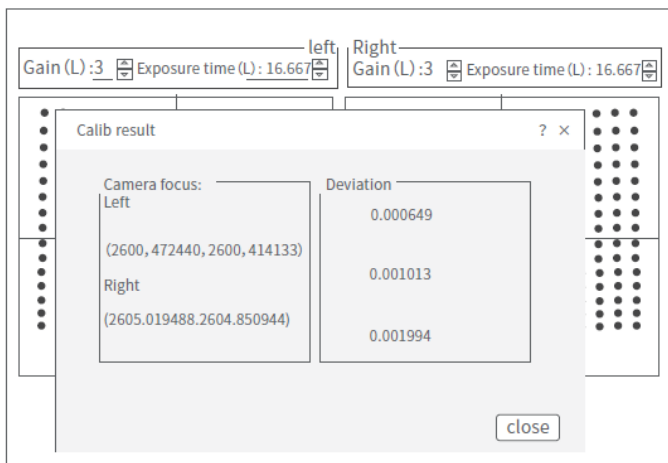 left Right
Gain (L) :3 Exposure time (L) : 16.667 Gain (L) :3 Exposure time (L) : 16.667
Calib result ? ×
Camera focus: Deviation
Left
0.000649
(2600,472440,2600,414133)
0.001013
Right
(2605.019488.2604.850944)
0.001994
close